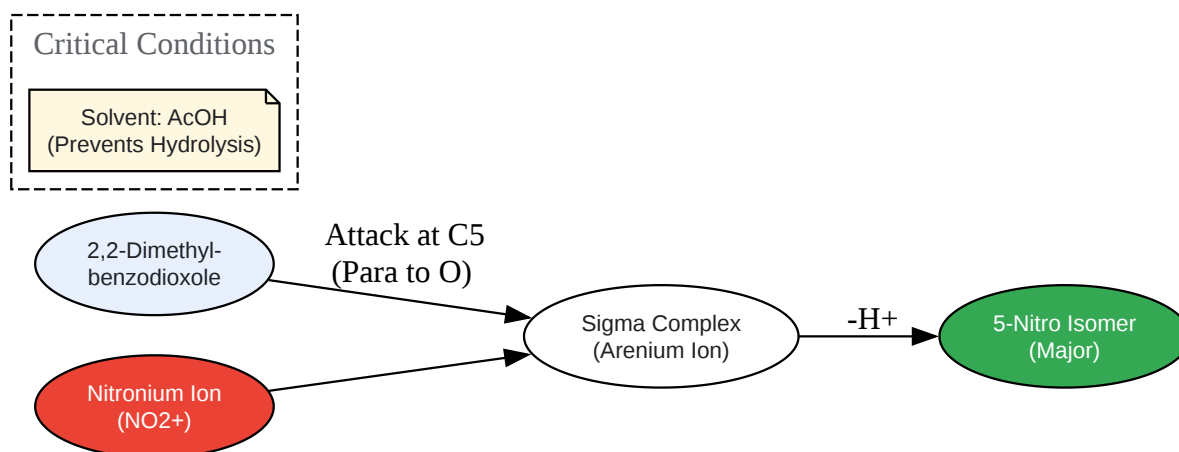 Critical Conditions
Solvent: AcOH
(Prevents Hydrolysis)
2,2-Dimethyl-
benzodioxole
Attack at C5
(Para to O)
Nitronium Ion
(NO2+)
Sigma Complex
(Arenium Ion)
-H+
5-Nitro Isomer
(Major)